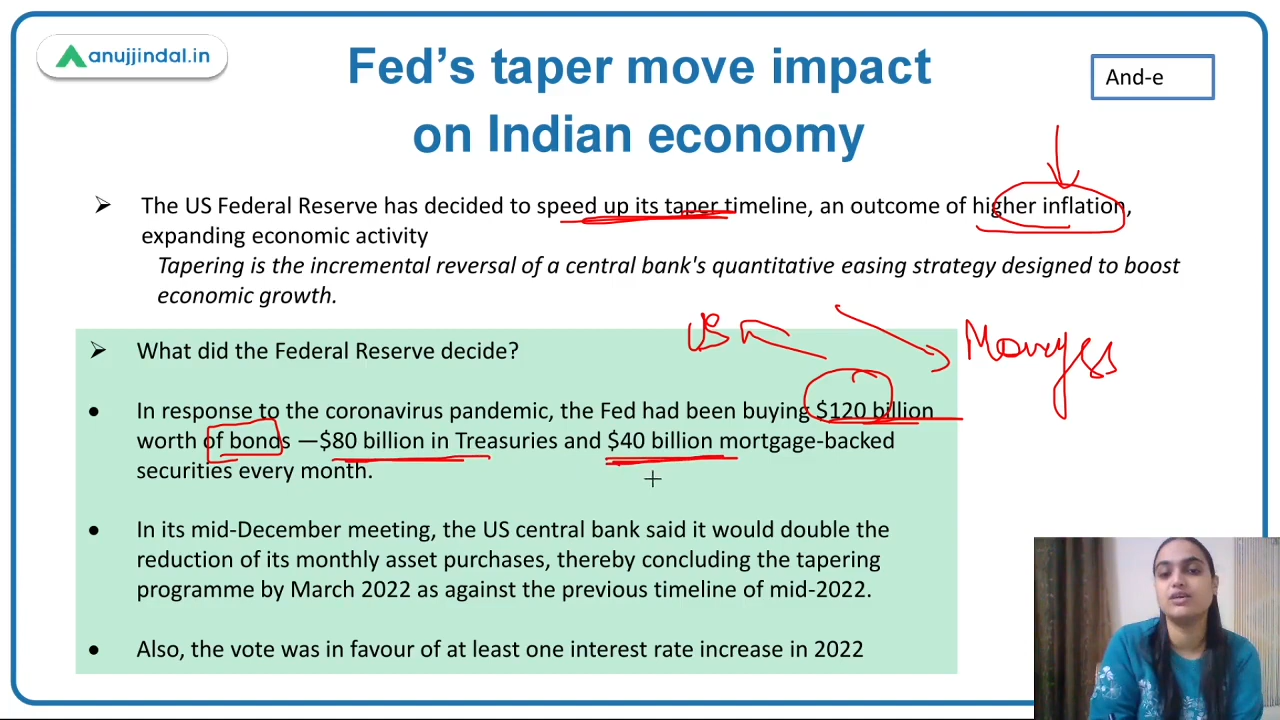 anujjindal.in
Fed's taper move impact
on Indian economy
And-e
➢ The US Federal Reserve has decided to speed up its taper timeline, an outcome of higher inflation,
expanding economic activity
Tapering is the incremental reversal of a central bank's quantitative easing strategy designed to boost
economic growth.
US
➢ What did the Federal Reserve decide?
● In response to the coronavirus pandemic, the Fed had been buying $120 billion
worth of bonds —$80 billion in Treasuries and $40 billion mortgage-backed
securities every month.
● In its mid-December meeting, the US central bank said it would double the
reduction of its monthly asset purchases, thereby concluding the tapering
programme by March 2022 as against the previous timeline of mid-2022.
● Also, the vote was in favour of at least one interest rate increase in 2022